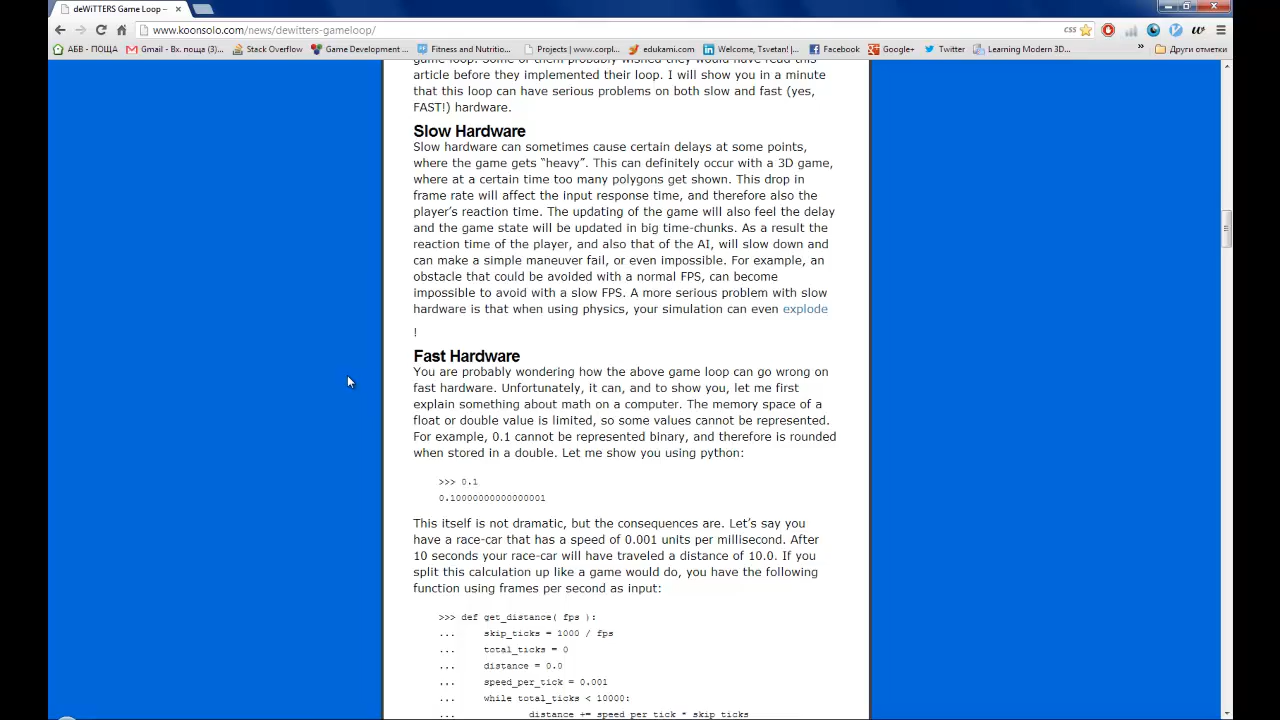 deWiTTERS Game Loop –
www.koonsolo.com/news/dewitters-gameloop/
АБВ - ПОЩА
Gmail - Вх. поща (3)...
Stack Overflow
Game Development ...
Fitness and Nutritio...
Projects | www.corpl...
edukami.com
Welcome, Tsvetan! ...
Facebook
Google+
Twitter
Learning Modern 3D...
»
Други отметки
game loop. Some of them probably wished they would have read this
article before they implemented their loop. I will show you in a minute
that this loop can have serious problems on both slow and fast (yes,
FAST!) hardware.
Slow Hardware
Slow hardware can sometimes cause certain delays at some points,
where the game gets “heavy”. This can definitely occur with a 3D game,
where at a certain time too many polygons get shown. This drop in
frame rate will affect the input response time, and therefore also the
player’s reaction time. The updating of the game will also feel the delay
and the game state will be updated in big time-chunks. As a result the
reaction time of the player, and also that of the AI, will slow down and
can make a simple maneuver fail, or even impossible. For example, an
obstacle that could be avoided with a normal FPS, can become
impossible to avoid with a slow FPS. A more serious problem with slow
hardware is that when using physics, your simulation can even explode
!
Fast Hardware
You are probably wondering how the above game loop can go wrong on
fast hardware. Unfortunately, it can, and to show you, let me first
explain something about math on a computer. The memory space of a
float or double value is limited, so some values cannot be represented.
For example, 0.1 cannot be represented binary, and therefore is rounded
when stored in a double. Let me show you using python:
>>> 0.1
0.10000000000000001
This itself is not dramatic, but the consequences are. Let’s say you
have a race-car that has a speed of 0.001 units per millisecond. After
10 seconds your race-car will have traveled a distance of 10.0. If you
split this calculation up like a game would do, you have the following
function using frames per second as input:
>>> def get_distance( fps ):
... skip_ticks = 1000 / fps
... total_ticks = 0
... distance = 0.0
... speed_per_tick = 0.001
... while total_ticks < 10000:
... distance += speed_per_tick * skip_ticks